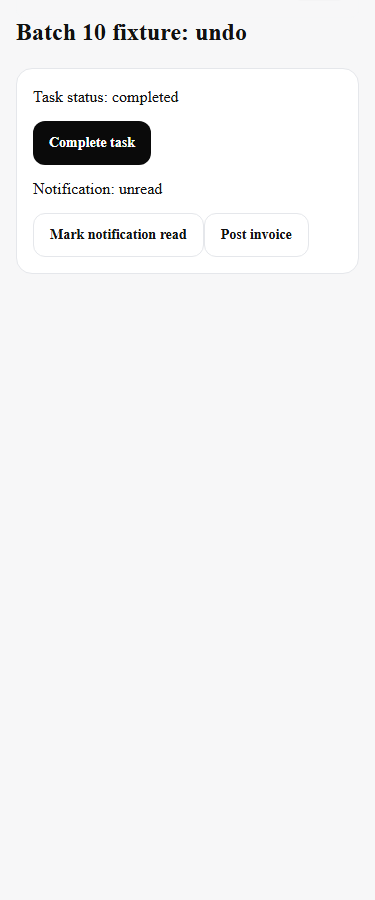 Batch 10 fixture: undo
Task status: completed
Complete task
Notification: unread
Mark notification read
Post invoice